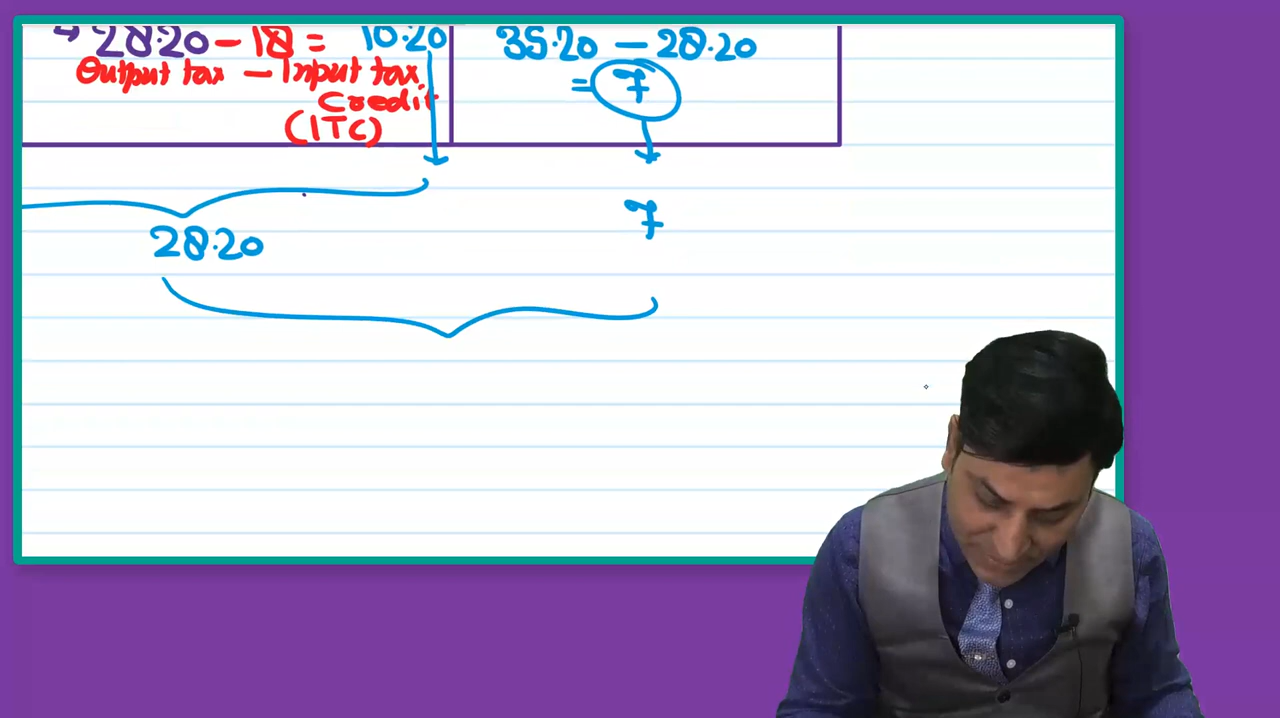 ↳ 28.20 - 18 = 10.20
Output tax - Input tax
Credit
(ITC)
35.20 - 28.20
= 7
28.20
7